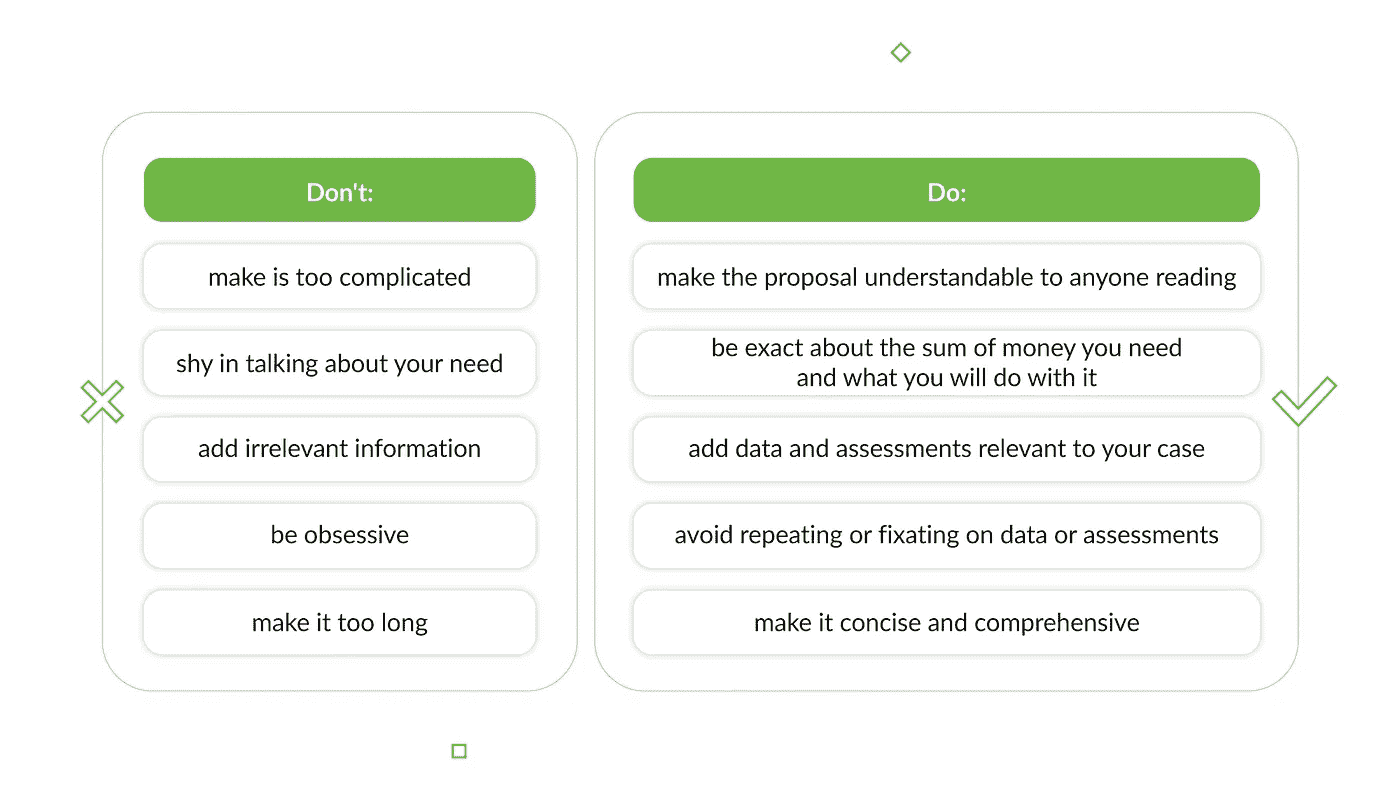 Don't:
make is too complicated
shy in talking about your need
add irrelevant information
be obsessive
make it too long
Do:
make the proposal understandable to anyone reading
be exact about the sum of money you need
and what you will do with it
add data and assessments relevant to your case
avoid repeating or fixating on data or assessments
make it concise and comprehensive